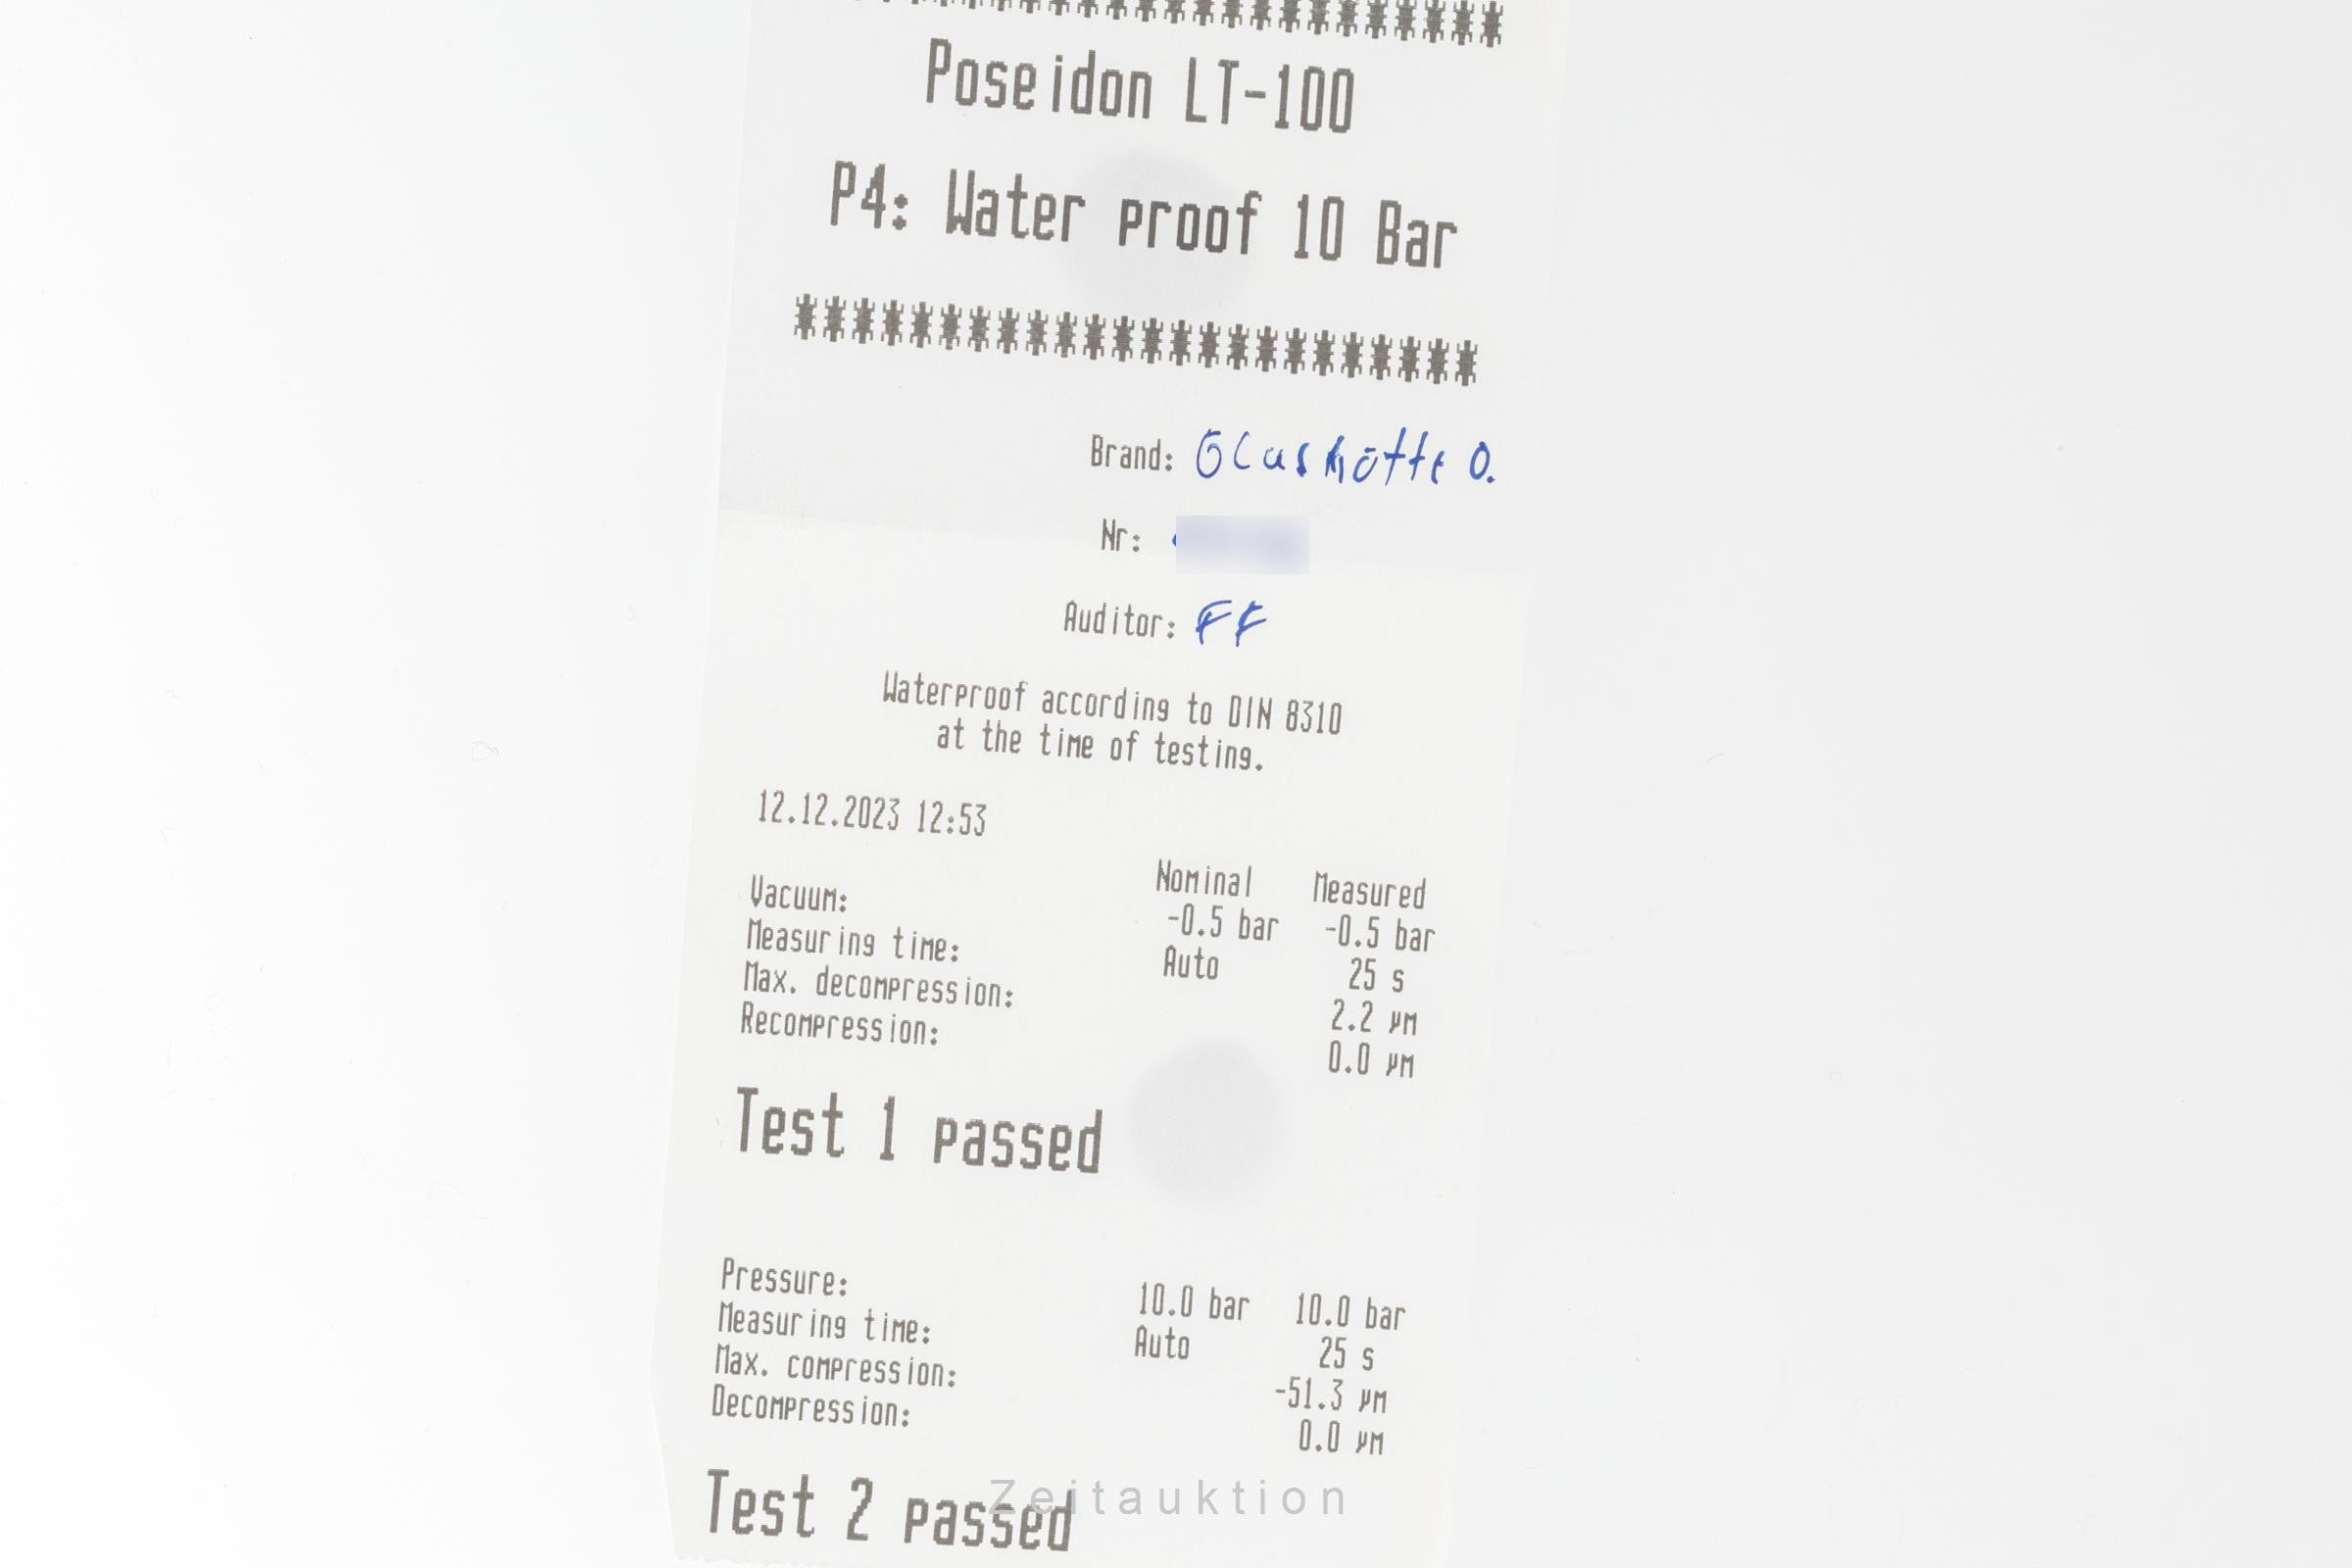 ************************
Poseidon LT-100
P4: Water proof 10 Bar
************************
Brand: Glashütte O.
Nr:
Auditor: FF
Waterproof according to DIN 8310
at the time of testing.
12.12.2023 12:53
Nominal Measured
Vacuum: -0.5 bar -0.5 bar
Measuring time: Auto 25 s
Max. decompression: 2.2 µm
Recompression: 0.0 µm
Test 1 passed
Pressure: 10.0 bar 10.0 bar
Measuring time: Auto 25 s
Max. compression: -51.3 µm
Decompression: 0.0 µm
Test 2 passed
Zeitauktion